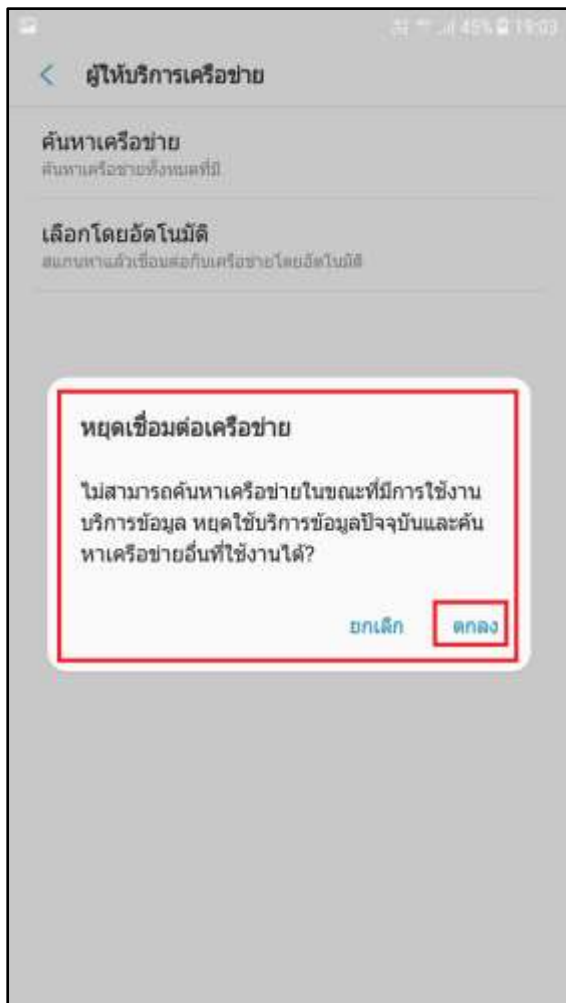 45% 19:03
ผู้ให้บริการเครือข่าย
ค้นหาเครือข่าย
ค้นหาเครือข่ายทั้งหมดที่มี
เลือกโดยอัตโนมัติ
สแกนหาแล้วเชื่อมต่อกับเครือข่ายโดยอัตโนมัติ
หยุดเชื่อมต่อเครือข่าย
ไม่สามารถค้นหาเครือข่ายในขณะที่มีการใช้งาน
บริการข้อมูล หยุดใช้บริการข้อมูลปัจจุบันและค้น
หาเครือข่ายอื่นที่ใช้งานได้?
ยกเลิก ตกลง